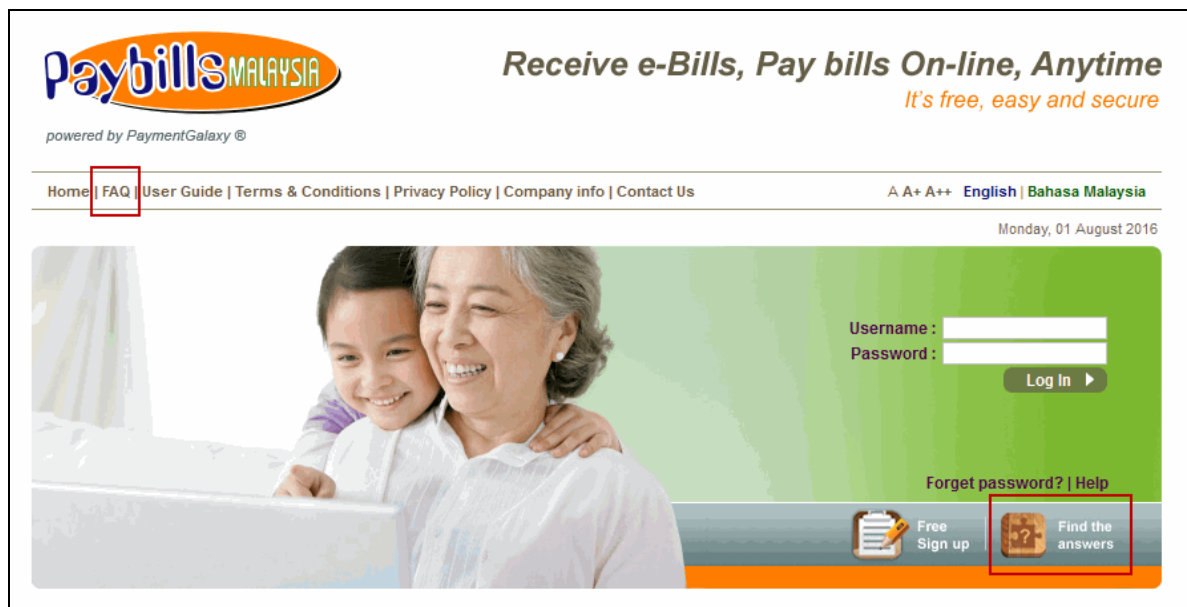 Paybills MALAYSIA
powered by PaymentGalaxy ®
Receive e-Bills, Pay bills On-line, Anytime
It's free, easy and secure
Home | FAQ | User Guide | Terms & Conditions | Privacy Policy | Company info | Contact Us
A A+ A++ English | Bahasa Malaysia
Monday, 01 August 2016
Username :
Password :
Log In
Forget password? | Help
Free
Sign up
?
Find the
answers